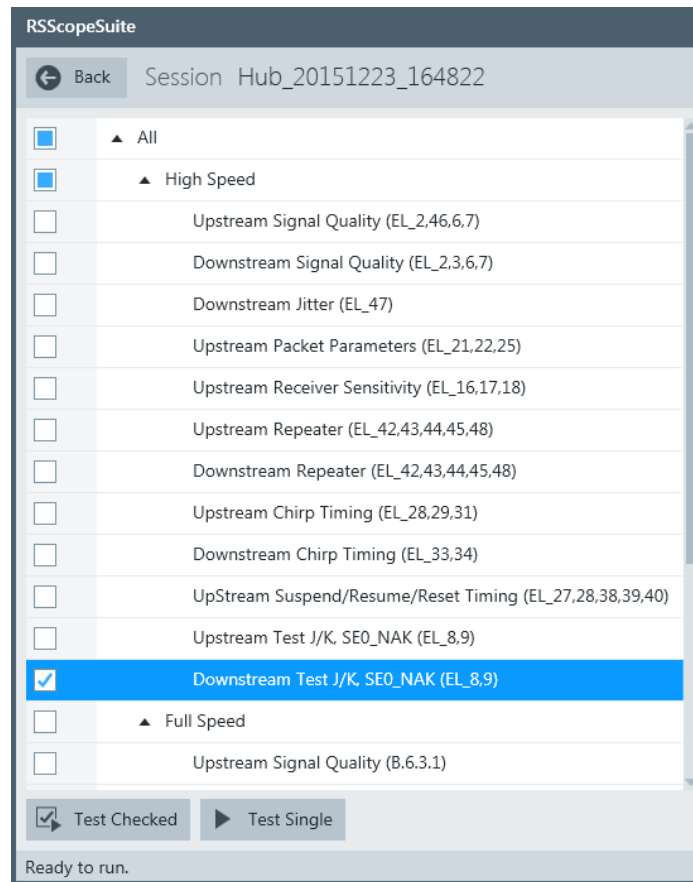 RSScopeSuite
Back Session Hub_20151223_164822
All
High Speed
Upstream Signal Quality (EL_2,46,6,7)
Downstream Signal Quality (EL_2,3,6,7)
Downstream Jitter (EL_47)
Upstream Packet Parameters (EL_21,22,25)
Upstream Receiver Sensitivity (EL_16,17,18)
Upstream Repeater (EL_42,43,44,45,48)
Downstream Repeater (EL_42,43,44,45,48)
Upstream Chirp Timing (EL_28,29,31)
Downstream Chirp Timing (EL_33,34)
UpStream Suspend/Resume/Reset Timing (EL_27,28,38,39,40)
Upstream Test J/K, SE0_NAK (EL_8,9)
Downstream Test J/K, SE0_NAK (EL_8,9)
Full Speed
Upstream Signal Quality (B.6.3.1)
Test Checked Test Single
Ready to run.